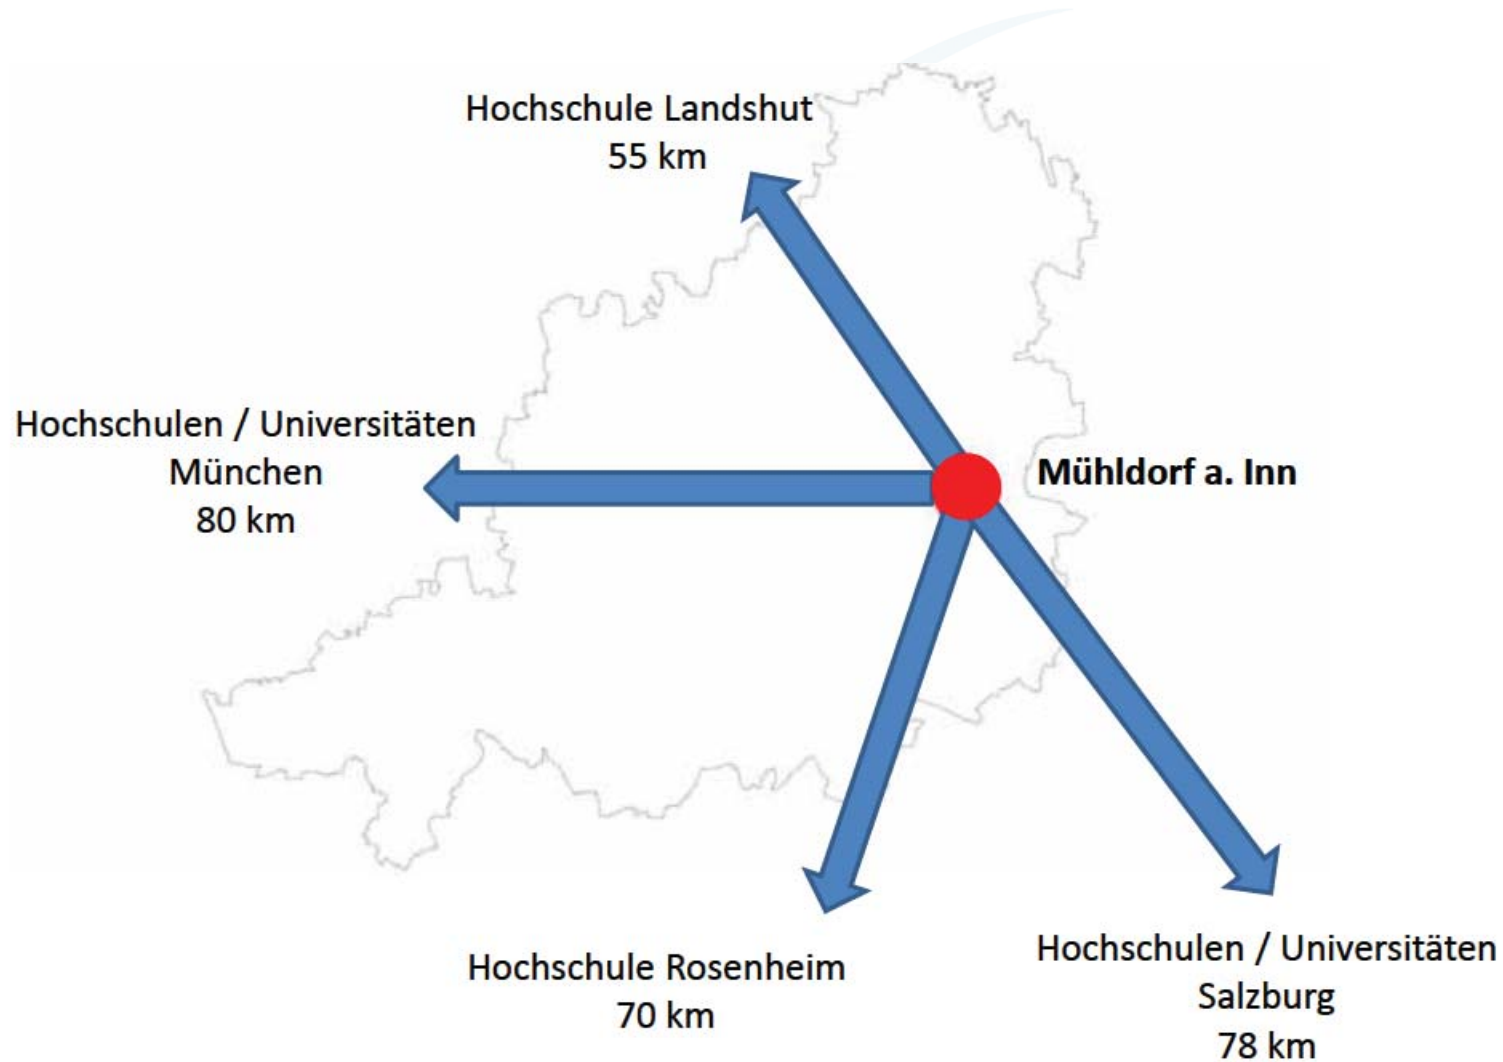 Hochschule Landshut
55 km
Hochschulen / Universitäten
München
80 km
Mühldorf a. Inn
Hochschule Rosenheim
70 km
Hochschulen / Universitäten
Salzburg
78 km